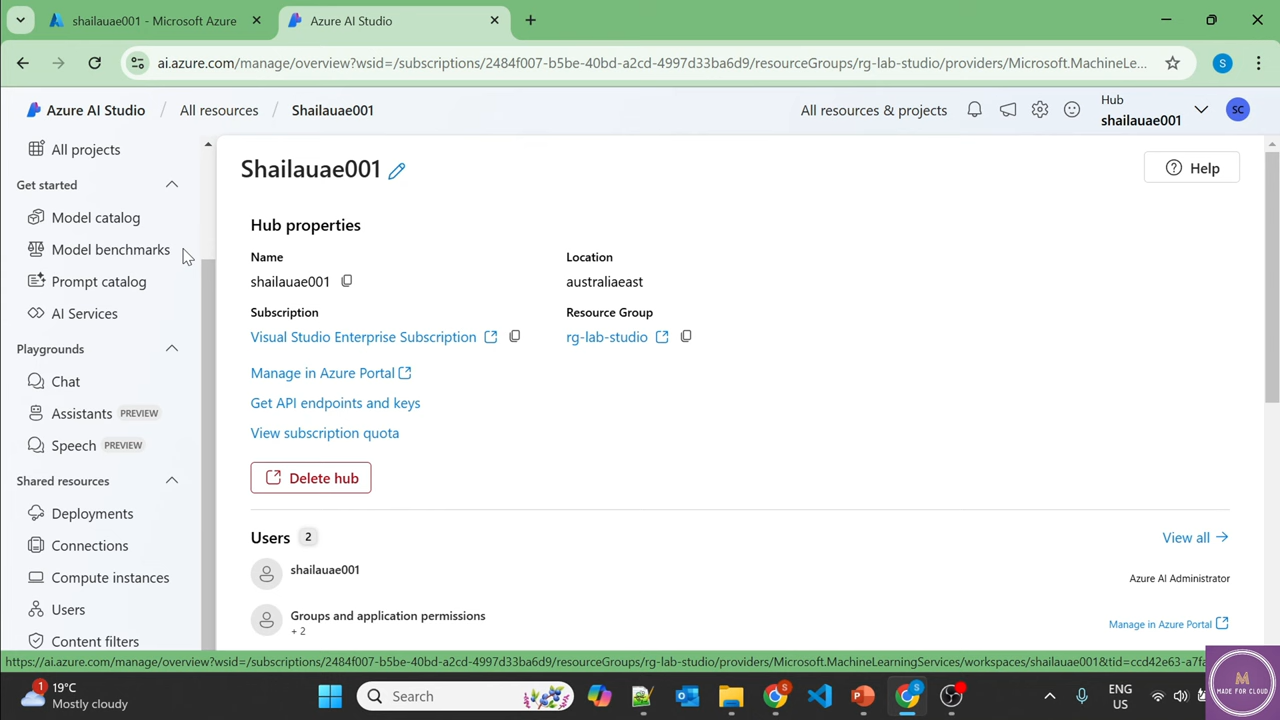 shailauae001 - Microsoft Azure
Azure AI Studio
ai.azure.com/manage/overview?wsid=/subscriptions/2484f007-b5be-40bd-a2cd-4997d33ba6d9/resourceGroups/rg-lab-studio/providers/Microsoft.MachineLe...
S
Azure AI Studio / All resources / Shailauae001
All resources & projects
Hub
shailauae001
SC
All projects
Get started
Model catalog
Model benchmarks
Prompt catalog
AI Services
Playgrounds
Chat
Assistants PREVIEW
Speech PREVIEW
Shared resources
Deployments
Connections
Compute instances
Users
Content filters
Shailauae001
Help
Hub properties
Name
shailauae001
Location
australiaeast
Subscription
Visual Studio Enterprise Subscription
Resource Group
rg-lab-studio
Manage in Azure Portal
Get API endpoints and keys
View subscription quota
Delete hub
Users 2
View all
shailauae001
Azure AI Administrator
Groups and application permissions
+ 2
Manage in Azure Portal
https://ai.azure.com/manage/overview?wsid=/subscriptions/2484f007-b5be-40bd-a2cd-4997d33ba6d9/resourceGroups/rg-lab-studio/providers/Microsoft.MachineLearningServices/workspaces/shailauae001&tid=ccd42e63-a7fa
1
19°C
Mostly cloudy
Search
S
S
ENG
US
M
MADE FOR CLOUD